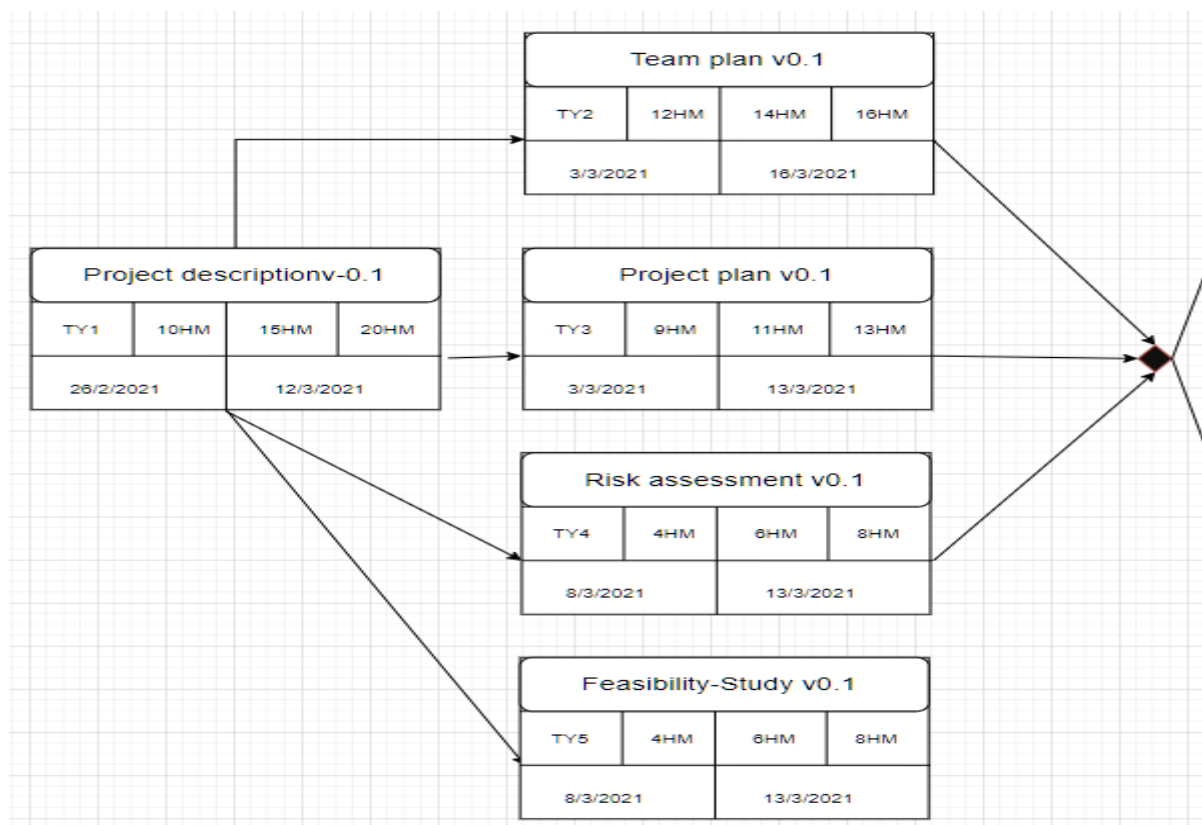 Team plan v0.1
TY2 12HM 14HM 16HM
3/3/2021 16/3/2021
Project descriptionv-0.1
TY1 10HM 15HM 20HM
26/2/2021 12/3/2021
Project plan v0.1
TY3 9HM 11HM 13HM
3/3/2021 13/3/2021
Risk assessment v0.1
TY4 4HM 6HM 8HM
8/3/2021 13/3/2021
Feasibility-Study v0.1
TY5 4HM 6HM 8HM
8/3/2021 13/3/2021